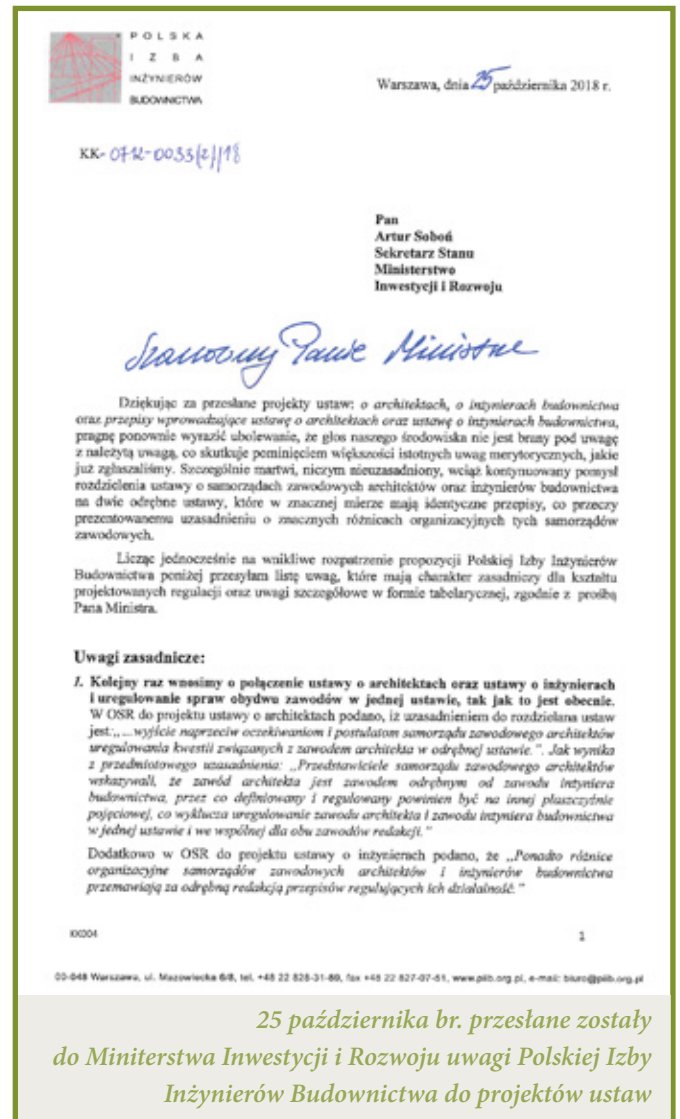 POLSKA
IZBA
INŻYNIERÓW
BUDOWNICTWA
Warszawa, dnia 25 października 2018 r.
KK-0712-0033(2)/18
Pan
Artur Soboń
Sekretarz Stanu
Ministerstwo
Inwestycji i Rozwoju
Szanowny Panie Ministrze
Dziękując za przesłane projekty ustaw: o architektach, o inżynierach budownictwa
oraz przepisy wprowadzające ustawę o architektach oraz ustawę o inżynierach budownictwa,
pragnę ponownie wyrazić ubolewanie, że głos naszego środowiska nie jest brany pod uwagę
z należytą uwagą, co skutkuje pominięciem większości istotnych uwag merytorycznych, jakie
już zgłaszaliśmy. Szczególnie martwi, niczym nieuzasadniony, wciąż kontynuowany pomysł
rozdzielenia ustawy o samorządach zawodowych architektów oraz inżynierów budownictwa
na dwie odrębne ustawy, które w znacznej mierze mają identyczne przepisy, co przeczy
prezentowanemu uzasadnieniu o znacznych różnicach organizacyjnych tych samorządów
zawodowych.
Licząc jednocześnie na wnikliwe rozpatrzenie propozycji Polskiej Izby Inżynierów
Budownictwa poniżej przesyłam listę uwag, które mają charakter zasadniczy dla kształtu
projektowanych regulacji oraz uwagi szczegółowe w formie tabelarycznej, zgodnie z prośbą
Pana Ministra.
Uwagi zasadnicze:
1. Kolejny raz wnosimy o połączenie ustawy o architektach oraz ustawy o inżynierach
i uregulowanie spraw obydwu zawodów w jednej ustawie, tak jak to jest obecnie.
W OSR do projektu ustawy o architektach podano, iż uzasadnieniem do rozdzielana ustaw
jest:„...wyjście naprzeciw oczekiwaniom i postulatom samorządu zawodowego architektów
uregulowania kwestii związanych z zawodem architekta w odrębnej ustawie.”. Jak wynika
z przedmiotowego uzasadnienia: „Przedstawiciele samorządu zawodowego architektów
wskazywali, że zawód architekta jest zawodem odrębnym od zawodu inżyniera
budownictwa, przez co definiowany i regulowany powinien być na innej płaszczyźnie
pojęciowej, co wyklucza uregulowanie zawodu architekta i zawodu inżyniera budownictwa
w jednej ustawie i we wspólnej dla obu zawodów redakcji.”
Dodatkowo w OSR do projektu ustawy o inżynierach podano, że „Ponadto różnice
organizacyjne samorządów zawodowych architektów i inżynierów budownictwa
przemawiają za odrębną redakcją przepisów regulujących ich działalność.”
KK004
1
00-048 Warszawa, ul. Mazowiecka 6/8, tel. +48 22 828-31-89, fax +48 22 827-07-51, www.piib.org.pl, e-mail: biuro@piib.org.pl
25 października br. przesłane zostały
do Miniterstwa Inwestycji i Rozwoju uwagi Polskiej Izby
Inżynierów Budownictwa do projektów ustaw